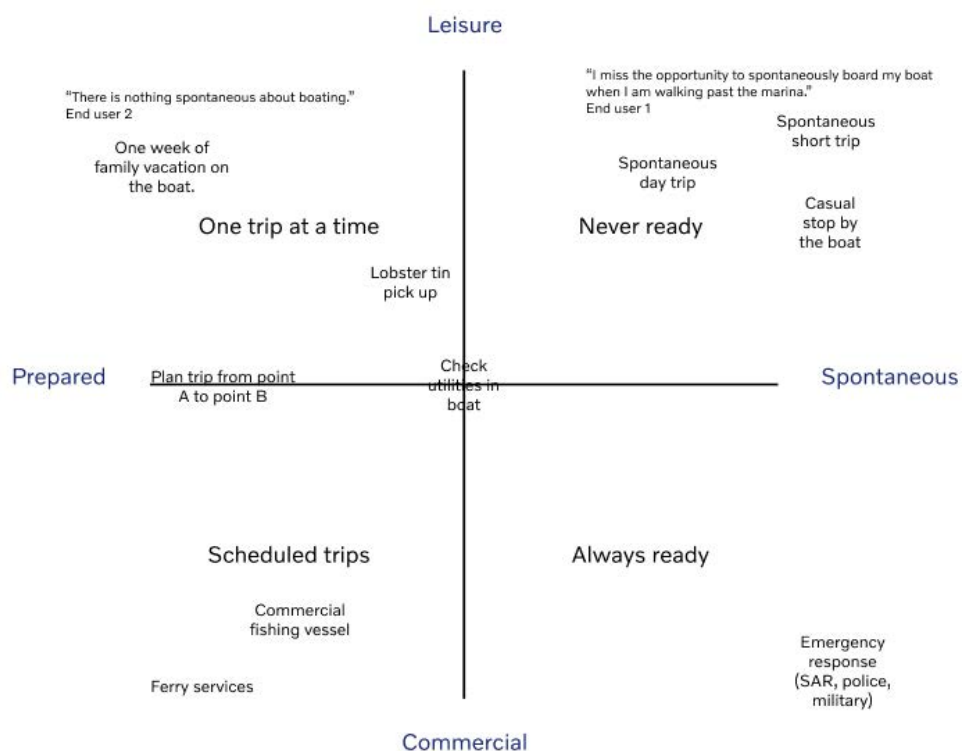 Leisure
“There is nothing spontaneous about boating.”
End user 2
“I miss the opportunity to spontaneously board my boat
when I am walking past the marina.”
End user 1
One week of
family vacation on
the boat.
Spontaneous
day trip
Spontaneous
short trip
Casual
stop by
the boat
One trip at a time
Never ready
Lobster tin
pick up
Prepared
Plan trip from point
A to point B
Check
utilities in
boat
Spontaneous
Scheduled trips
Always ready
Commercial
fishing vessel
Ferry services
Emergency
response
(SAR, police,
military)
Commercial